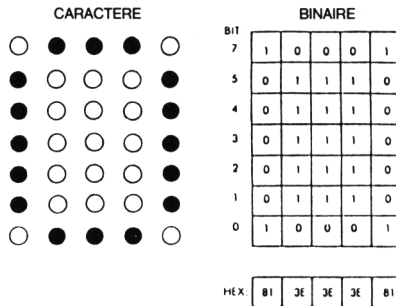 CARACTERE BINAIRE
BIT
7 1 0 0 0 1
5 0 1 1 1 0
4 0 1 1 1 0
3 0 1 1 1 0
2 0 1 1 1 0
1 0 1 1 1 0
0 1 0 0 0 1
HEX: 81 3E 3E 3E 81